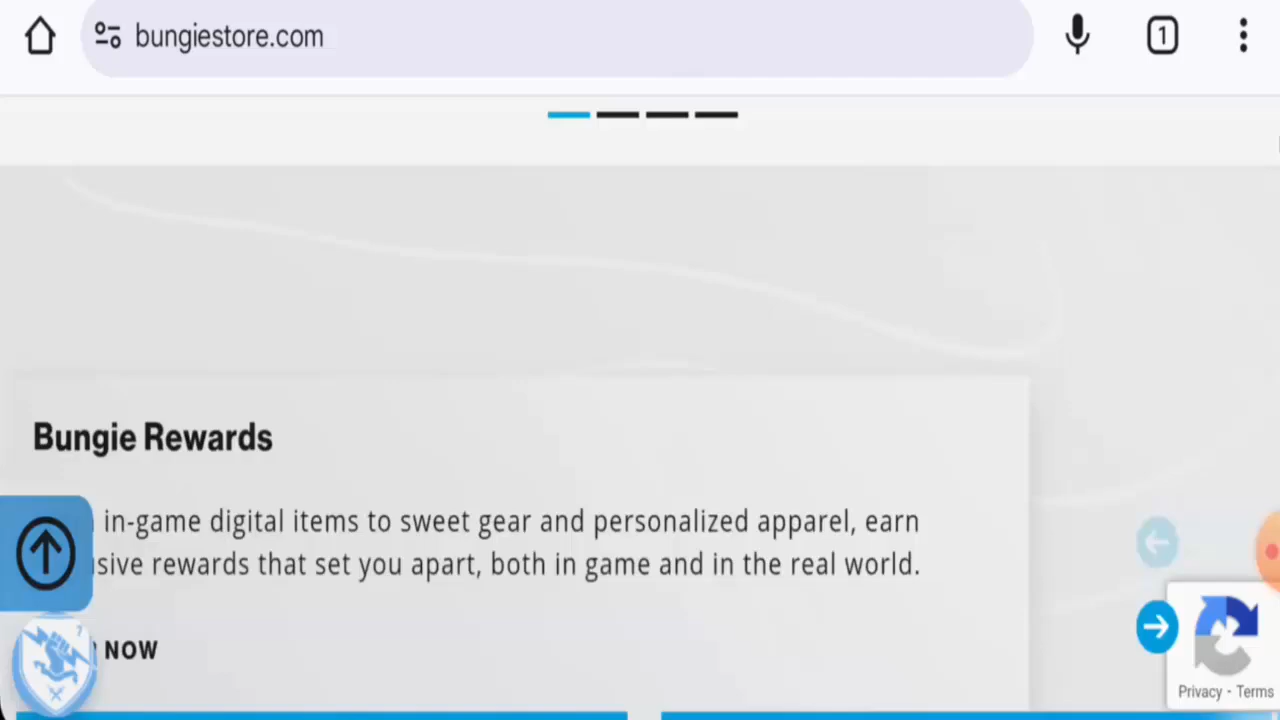 bungiestore.com
1
Bungie Rewards
in-game digital items to sweet gear and personalized apparel, earn
sive rewards that set you apart, both in game and in the real world.
NOW
7
Privacy - Terms